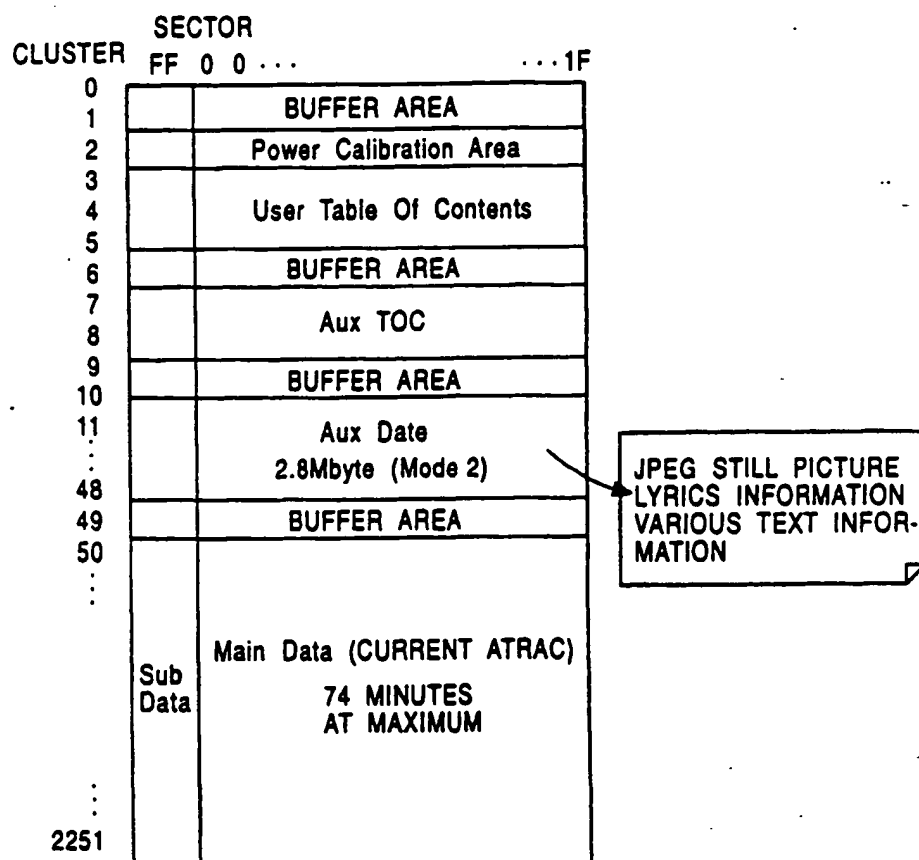 SECTOR
CLUSTER FF 0 0 ··· ···1F
0
1 BUFFER AREA
2 Power Calibration Area
3
4 User Table Of Contents
5
6 BUFFER AREA
7
8 Aux TOC
9
10 BUFFER AREA
11 Aux Date
2.8Mbyte (Mode 2)
48
49 BUFFER AREA
50
JPEG STILL PICTURE
LYRICS INFORMATION
VARIOUS TEXT INFOR-
MATION
Main Data (CURRENT ATRAC)
74 MINUTES
AT MAXIMUM
Sub
Data
2251